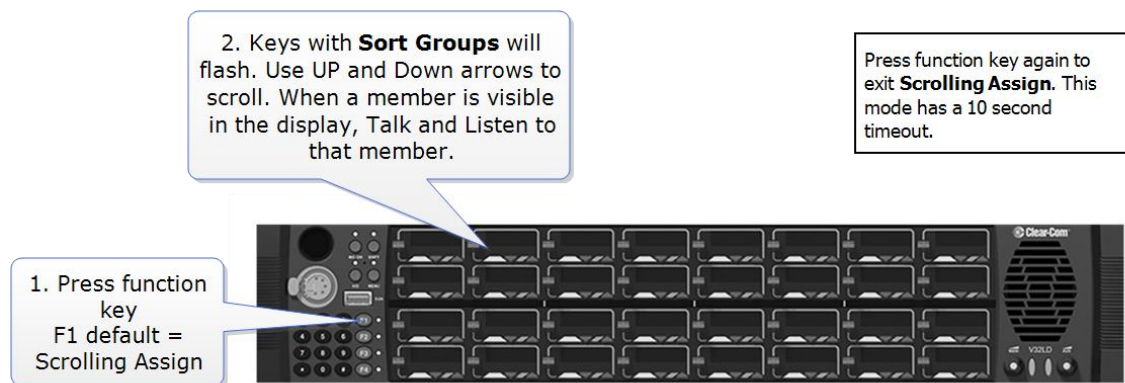 2. Keys with Sort Groups will
flash. Use UP and Down arrows to
scroll. When a member is visible
in the display, Talk and Listen to
that member.
Press function key again to
exit Scrolling Assign. This
mode has a 10 second
timeout.
1. Press function
key
F1 default =
Scrolling Assign
Clear-Com
MENU
F1
F2
F3
F4
V32LD